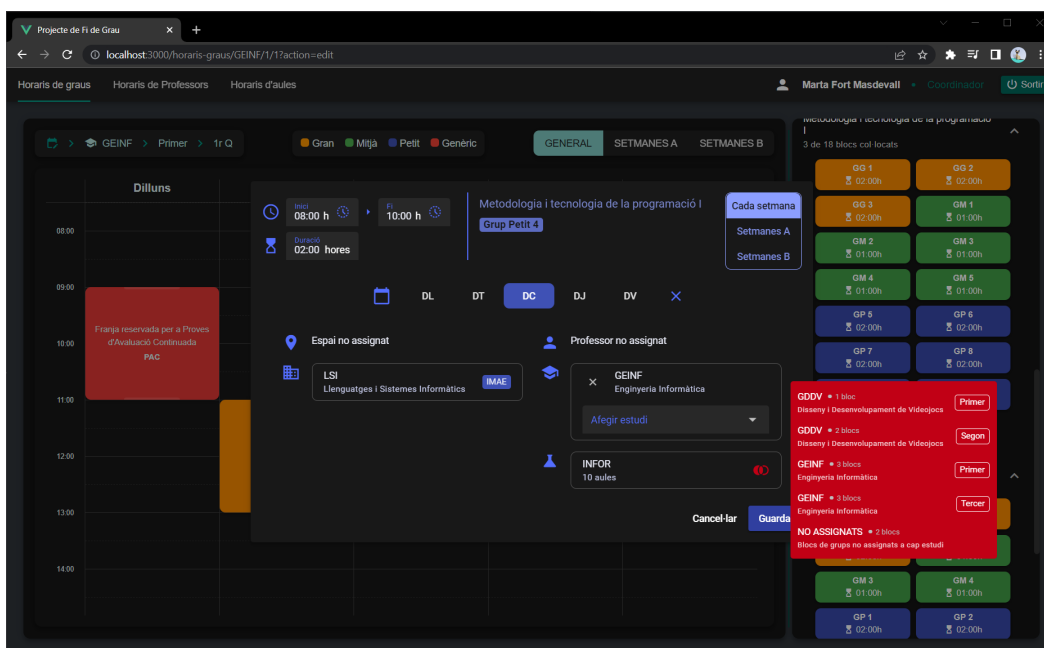 Projecte de Fi de Grau
localhost:3000/horaris-graus/GEINF/1/1?action=edit
Horaris de graus
Horaris de Professors
Horaris d'aules
Marta Fort Masdevall
Coordinador
Sortir
GEINF > Primer > 1r Q
Gran
Mitjà
Petit
Genèric
GENERAL
SETMANES A
SETMANES B
Dilluns
08:00
09:00
10:00
11:00
12:00
13:00
14:00
Franja reservada per a Proves
d'Avaluació Continuada
PAC
Inici
08:00 h
Fi
10:00 h
Duració
02:00 hores
Metodologia i tecnologia de la programació I
Grup Petit 4
Cada setmana
Setmanes A
Setmanes B
DL
DT
DC
DJ
DV
Espai no assignat
LSI
Llenguatges i Sistemes Informàtics
IMAE
Professor no assignat
GEINF
Enginyeria Informàtica
Afegir estudi
INFOR
10 aules
Cancel·lar
Guarda
Metodologia i tecnologia de la programació
I
3 de 18 blocs col·locats
GG 1
02:00h
GG 2
02:00h
GG 3
02:00h
GM 1
01:00h
GM 2
01:00h
GM 3
01:00h
GM 4
01:00h
GM 5
01:00h
GP 5
02:00h
GP 6
02:00h
GP 7
02:00h
GP 8
02:00h
GDDV • 1 bloc
Disseny i Desenvolupament de Videojocs
Primer
GDDV • 2 blocs
Disseny i Desenvolupament de Videojocs
Segon
GEINF • 3 blocs
Enginyeria Informàtica
Primer
GEINF • 3 blocs
Enginyeria Informàtica
Tercer
NO ASSIGNATS • 2 blocs
Blocs de grups no assignats a cap estudi
GM 3
01:00h
GM 4
01:00h
GP 1
02:00h
GP 2
02:00h